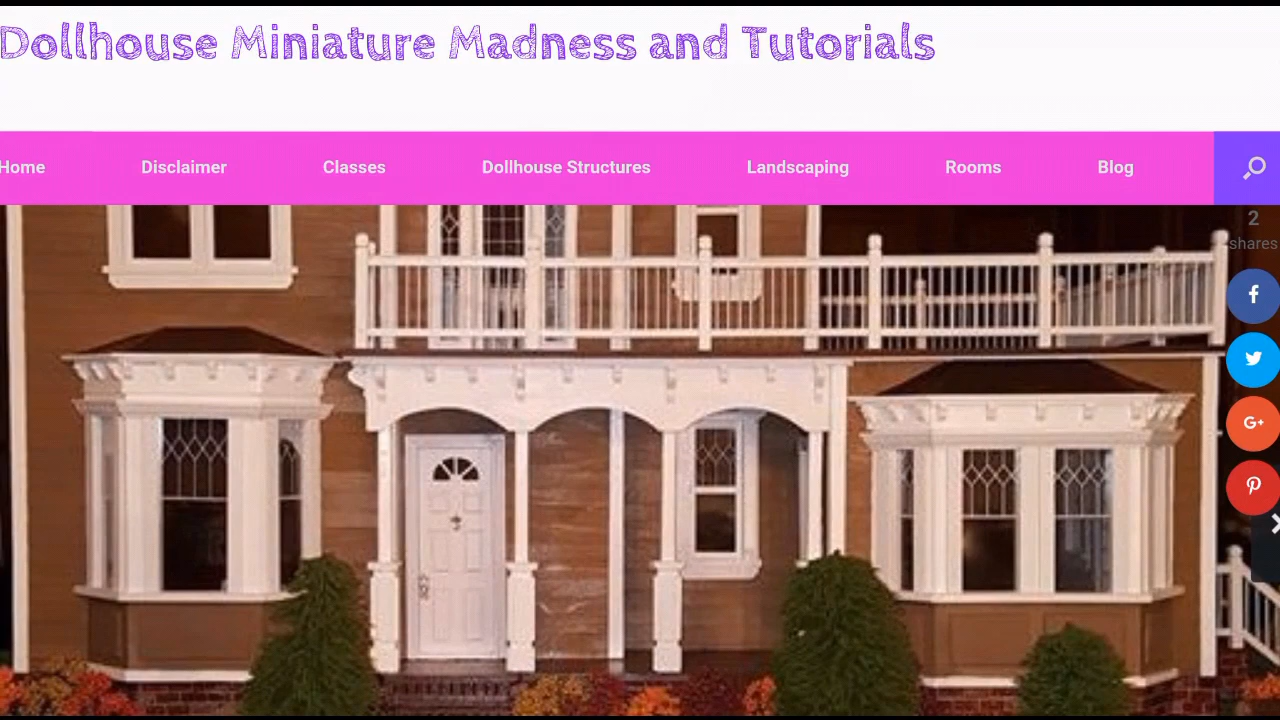 Dollhouse Miniature Madness and Tutorials
Home Disclaimer Classes Dollhouse Structures Landscaping Rooms Blog
2
shares
f
G+